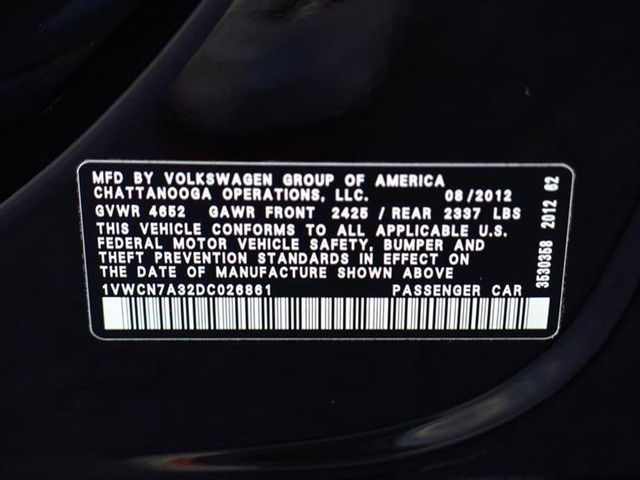 MFD BY VOLKSWAGEN GROUP OF AMERICA
CHATTANOOGA OPERATIONS, LLC. 08/2012
GVWR 4652 GAWR FRONT 2425 / REAR 2337 LBS
THIS VEHICLE CONFORMS TO ALL APPLICABLE U.S.
FEDERAL MOTOR VEHICLE SAFETY, BUMPER AND
THEFT PREVENTION STANDARDS IN EFFECT ON
THE DATE OF MANUFACTURE SHOWN ABOVE
1VWCN7A32DC026861 PASSENGER CAR
3530358 2012 62